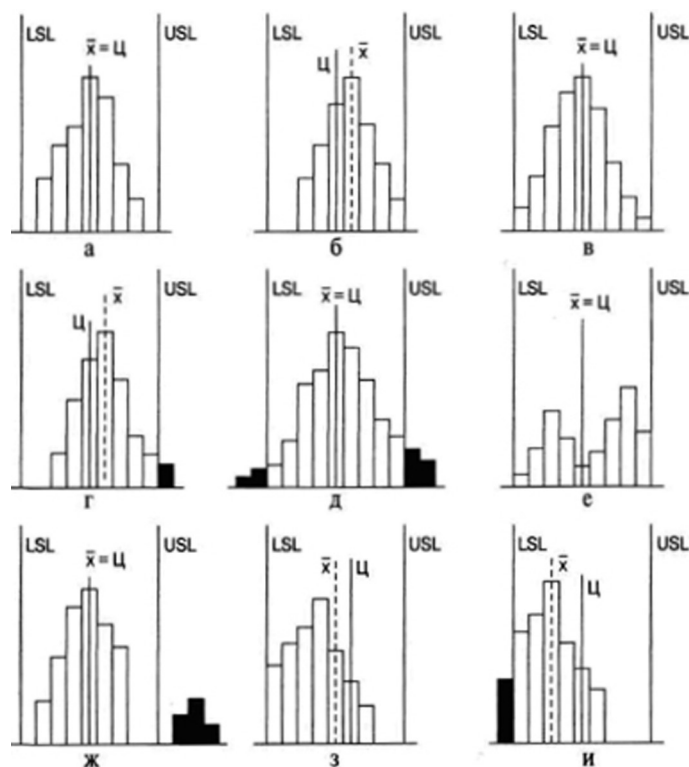 LSL x̄ = Ц USL
а
LSL Ц x̄ USL
б
LSL x̄ = Ц USL
в
LSL Ц x̄ USL
г
LSL x̄ = Ц USL
д
LSL x̄ = Ц USL
е
LSL x̄ = Ц USL
ж
LSL x̄ Ц USL
з
LSL x̄ Ц USL
и